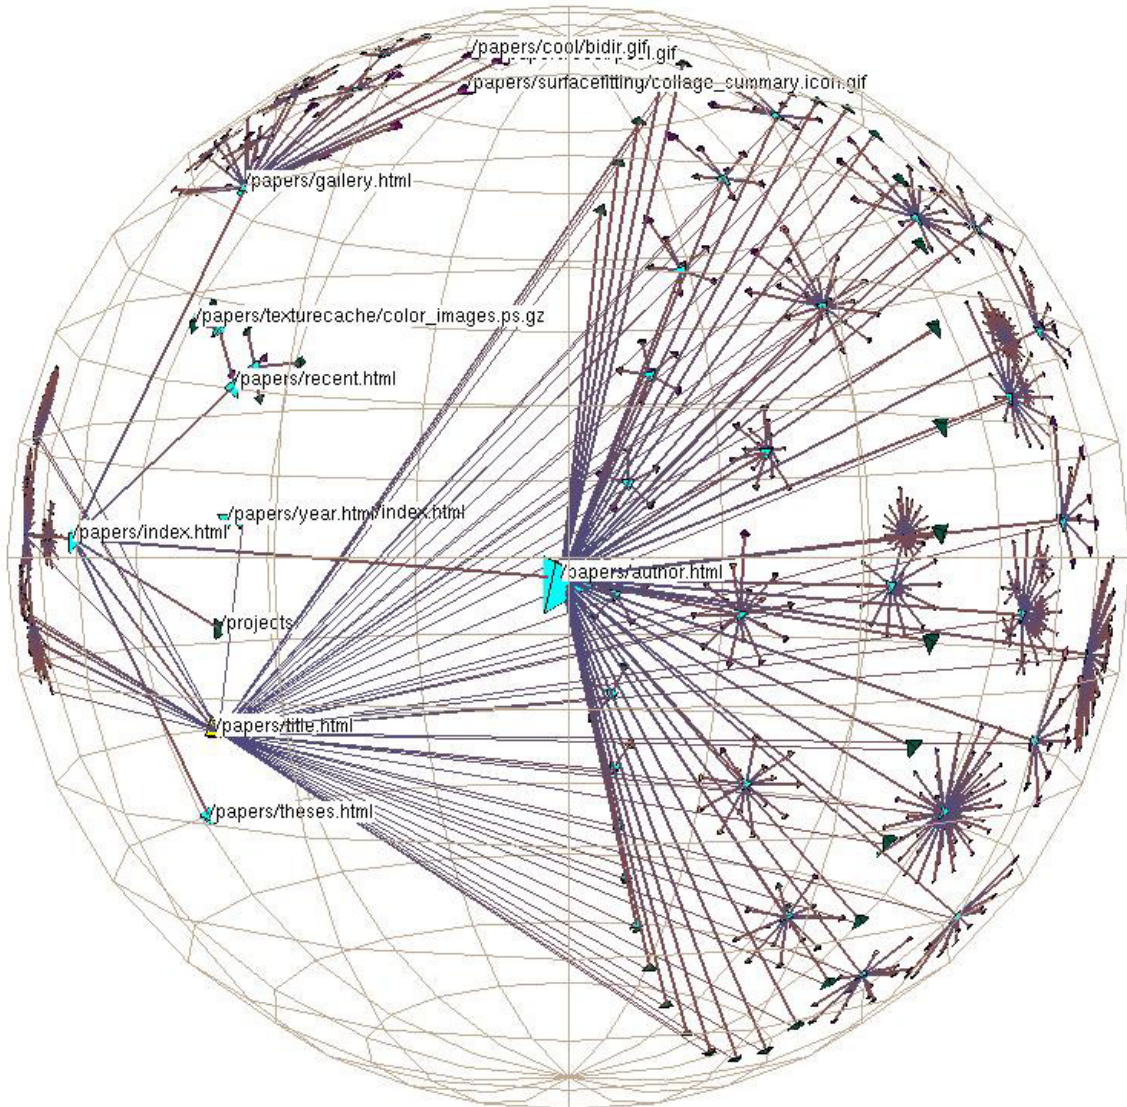 /papers/cool/bidir.gif
.gif
/papers/surfacefitting/collage_summary.icon.gif
/papers/gallery.html
/papers/texturecache/color_images.ps.gz
/papers/recent.html
/papers/year.html
/index.html
/papers/index.html
/papers/author.html
/projects
/papers/title.html
/papers/theses.html